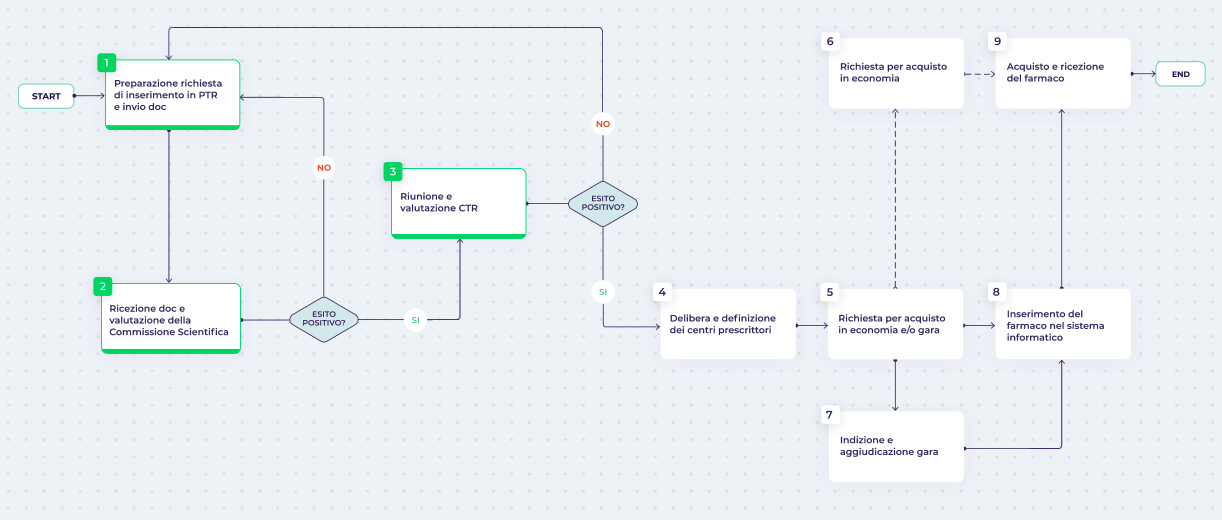 START
1
Preparazione richiesta
di inserimento in PTR
e invio doc
2
Ricezione doc e
valutazione della
Commissione Scientifica
ESITO
POSITIVO?
NO
SI
3
Riunione e
valutazione CTR
ESITO
POSITIVO?
NO
SI
4
Delibera e definizione
dei centri prescrittori
5
Richiesta per acquisto
in economia e/o gara
6
Richiesta per acquisto
in economia
7
Indizione e
aggiudicazione gara
8
Inserimento del
farmaco nel sistema
informatico
9
Acquisto e ricezione
del farmaco
END